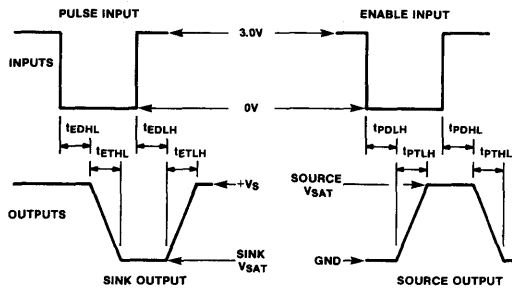 PULSE INPUT
ENABLE INPUT
INPUTS
3.0V
0V
tEDHL
tEDLH
tETHL
tETLH
tPDLH
tPDHL
tPTLH
tPTHL
OUTPUTS
+VS
SINK
VSAT
SINK OUTPUT
SOURCE
VSAT
GND
SOURCE OUTPUT